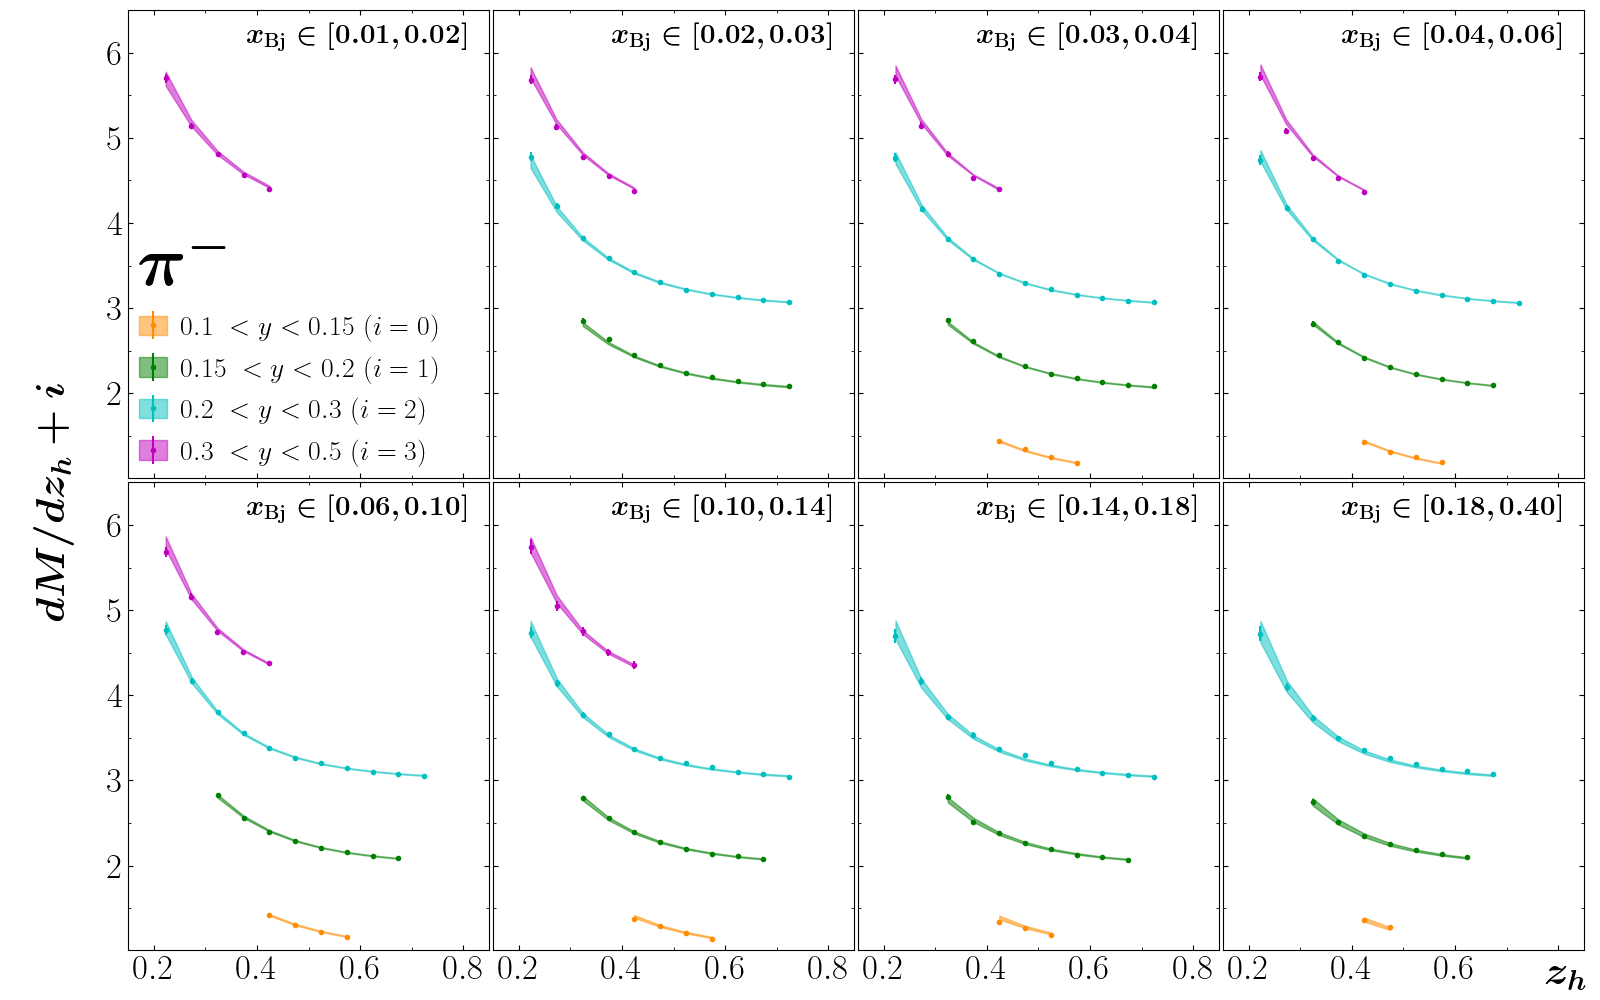 x_Bj ∈ [0.01, 0.02]
x_Bj ∈ [0.02, 0.03]
x_Bj ∈ [0.03, 0.04]
x_Bj ∈ [0.04, 0.06]
6
5
4
3
2
π⁻
0.1 < y < 0.15 (i = 0)
0.15 < y < 0.2 (i = 1)
0.2 < y < 0.3 (i = 2)
0.3 < y < 0.5 (i = 3)
dM/dz_h + i
x_Bj ∈ [0.06, 0.10]
x_Bj ∈ [0.10, 0.14]
x_Bj ∈ [0.14, 0.18]
x_Bj ∈ [0.18, 0.40]
6
5
4
3
2
0.2 0.4 0.6 0.8 0.2 0.4 0.6 0.8 0.2 0.4 0.6 0.8 0.2 0.4 0.6 z_h